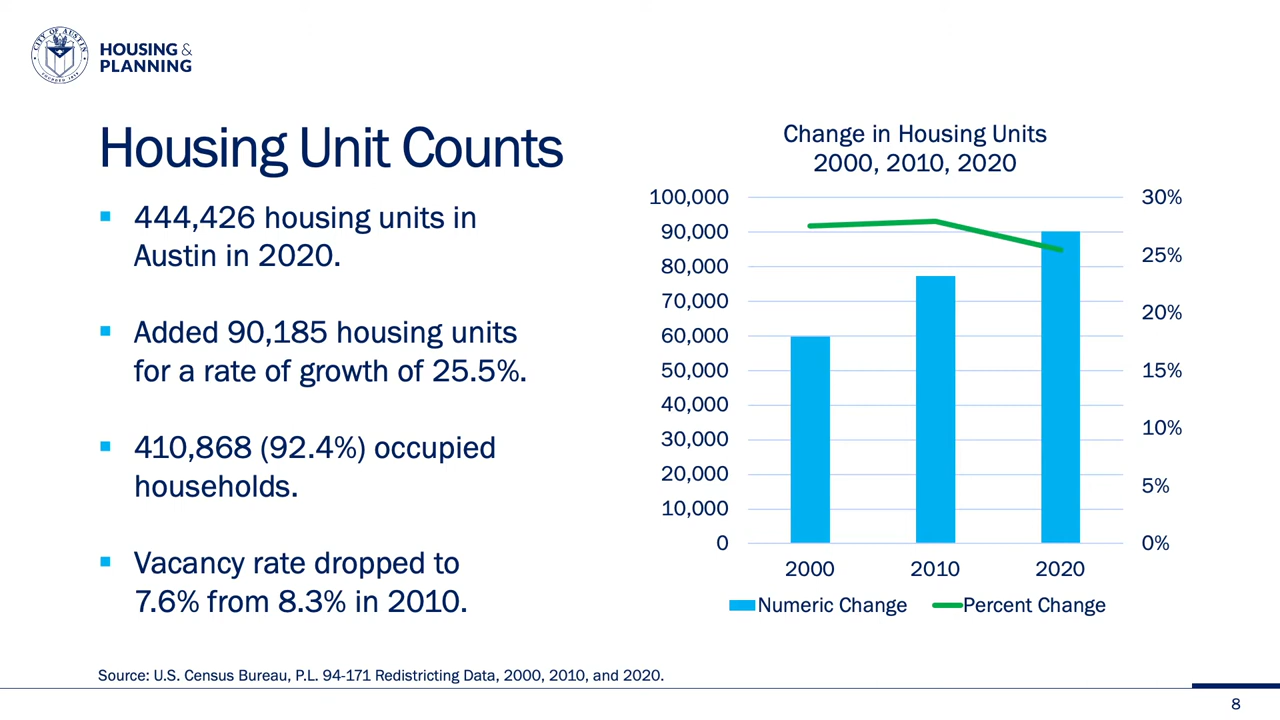 CITY OF AUSTIN
FOUNDED 1839
HOUSING &
PLANNING
Housing Unit Counts
▪ 444,426 housing units in
Austin in 2020.
▪ Added 90,185 housing units
for a rate of growth of 25.5%.
▪ 410,868 (92.4%) occupied
households.
▪ Vacancy rate dropped to
7.6% from 8.3% in 2010.
Change in Housing Units
2000, 2010, 2020
100,000 30%
90,000
25%
80,000
70,000
20%
60,000
50,000 15%
40,000
10%
30,000
20,000
5%
10,000
0 0%
2000 2010 2020
Numeric Change Percent Change
Source: U.S. Census Bureau, P.L. 94-171 Redistricting Data, 2000, 2010, and 2020.
8